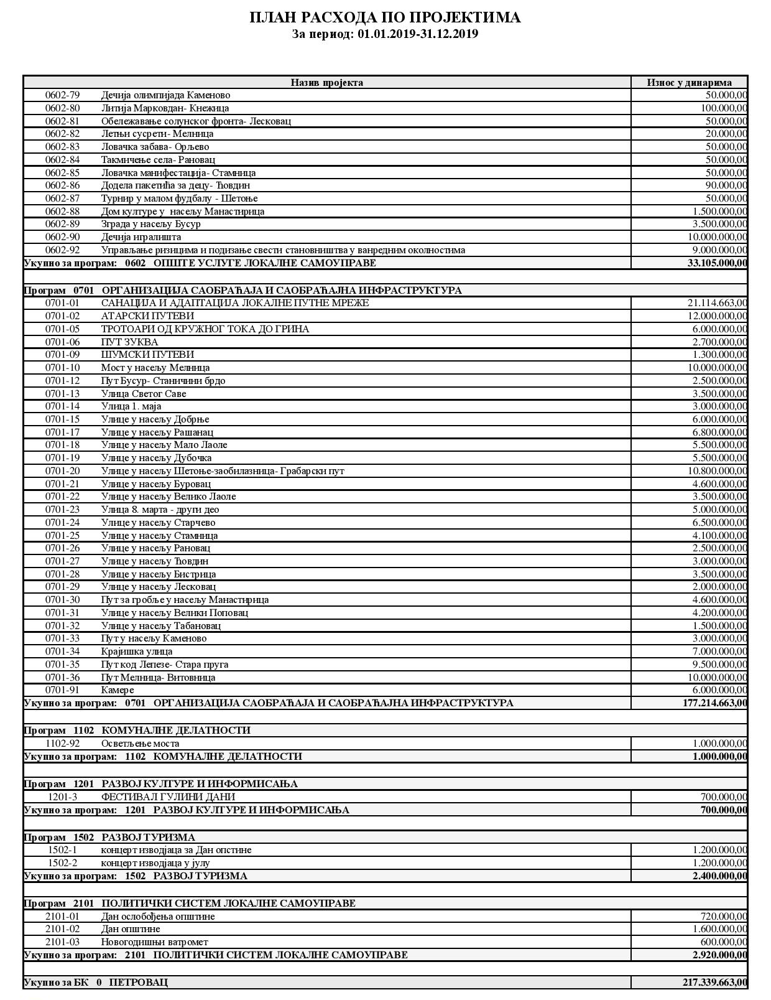 ПЛАН РАСХОДА ПО ПРОЈЕКТИМА
За период: 01.01.2019-31.12.2019
Назив пројекта Износ у динарима
0602-79 Дечија олимпијада Каменово 50.000,00
0602-80 Литија Марковдан- Кнежица 100.000,00
0602-81 Обележавање солунског фронта- Лесковац 50.000,00
0602-82 Летњи сусрети- Мелница 20.000,00
0602-83 Ловачка забава- Орљево 50.000,00
0602-84 Такмичење села- Рановац 50.000,00
0602-85 Ловачка манифестација- Стамница 50.000,00
0602-86 Додела пакетића за децу- Ћовдин 90.000,00
0602-87 Турнир у малом фудбалу - Шетоње 50.000,00
0602-88 Дом културе у насељу Манастирица 1.500.000,00
0602-89 Зграда у насељу Бусур 3.500.000,00
0602-90 Дечија игралишта 10.000.000,00
0602-92 Управљање ризицима и подизање свести становништва у ванредним околностима 9.000.000,00
Укупно за програм: 0602 ОПШТЕ УСЛУГЕ ЛОКАЛНЕ САМОУПРАВЕ 33.105.000,00
Програм 0701 ОРГАНИЗАЦИЈА САОБРАЋАЈА И САОБРАЋАЈНА ИНФРАСТРУКТУРА
0701-01 САНАЦИЈА И АДАПТАЦИЈА ЛОКАЛНЕ ПУТНЕ МРЕЖЕ 21.114.663,00
0701-02 АТАРСКИ ПУТЕВИ 12.000.000,00
0701-05 ТРОТОАРИ ОД КРУЖНОГ ТОКА ДО ГРИНА 6.000.000,00
0701-06 ПУТ ЗУКВА 2.700.000,00
0701-09 ШУМСКИ ПУТЕВИ 1.300.000,00
0701-10 Мост у насељу Мелница 10.000.000,00
0701-12 Пут Бусур- Станичини брдо 2.500.000,00
0701-13 Улица Светог Саве 3.500.000,00
0701-14 Улица 1. маја 3.000.000,00
0701-15 Улице у насељу Добрње 6.000.000,00
0701-17 Улице у насељу Рашанац 6.800.000,00
0701-18 Улице у насељу Мало Лаоле 5.500.000,00
0701-19 Улице у насељу Дубочка 5.500.000,00
0701-20 Улице у насељу Шетоње-заобилазница- Грабарски пут 10.800.000,00
0701-21 Улице у насељу Буровац 4.600.000,00
0701-22 Улице у насељу Велико Лаоле 3.500.000,00
0701-23 Улица 8. марта - други део 5.000.000,00
0701-24 Улице у насељу Старчево 6.500.000,00
0701-25 Улице у насељу Стамница 4.100.000,00
0701-26 Улице у насељу Рановац 2.500.000,00
0701-27 Улице у насељу Ћовдин 3.000.000,00
0701-28 Улице у насељу Бистрица 3.500.000,00
0701-29 Улице у насељу Лесковац 2.000.000,00
0701-30 Пут за гробље у насељу Манастирица 4.600.000,00
0701-31 Улице у насељу Велики Поповац 4.200.000,00
0701-32 Улице у насељу Табановац 1.500.000,00
0701-33 Пут у насељу Каменово 3.000.000,00
0701-34 Крајишка улица 7.000.000,00
0701-35 Пут код Лепезе- Стара пруга 9.500.000,00
0701-36 Пут Мелница- Витовница 10.000.000,00
0701-91 Камере 6.000.000,00
Укупно за програм: 0701 ОРГАНИЗАЦИЈА САОБРАЋАЈА И САОБРАЋАЈНА ИНФРАСТРУКТУРА 177.214.663,00
Програм 1102 КОМУНАЛНЕ ДЕЛАТНОСТИ
1102-92 Осветљење моста 1.000.000,00
Укупно за програм: 1102 КОМУНАЛНЕ ДЕЛАТНОСТИ 1.000.000,00
Програм 1201 РАЗВОЈ КУЛТУРЕ И ИНФОРМИСАЊА
1201-3 ФЕСТИВАЛ ГУЛИНИ ДАНИ 700.000,00
Укупно за програм: 1201 РАЗВОЈ КУЛТУРЕ И ИНФОРМИСАЊА 700.000,00
Програм 1502 РАЗВОЈ ТУРИЗМА
1502-1 концерт изводјаца за Дан опстине 1.200.000,00
1502-2 концерт изводјаца у јулу 1.200.000,00
Укупно за програм: 1502 РАЗВОЈ ТУРИЗМА 2.400.000,00
Програм 2101 ПОЛИТИЧКИ СИСТЕМ ЛОКАЛНЕ САМОУПРАВЕ
2101-01 Дан ослобођења општине 720.000,00
2101-02 Дан општине 1.600.000,00
2101-03 Новогодишњи ватромет 600.000,00
Укупно за програм: 2101 ПОЛИТИЧКИ СИСТЕМ ЛОКАЛНЕ САМОУПРАВЕ 2.920.000,00
Укупно за БК 0 ПЕТРОВАЦ 217.339.663,00